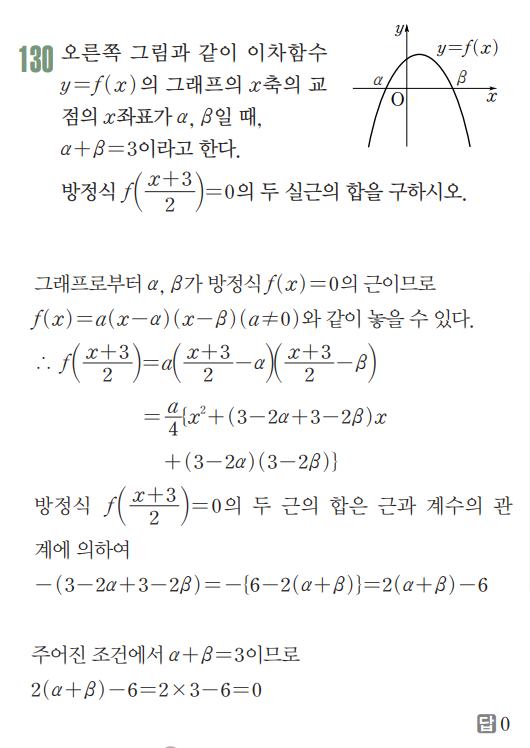 130 오른쪽 그림과 같이 이차함수
y=f(x)의 그래프의 x축의 교
점의 x좌표가 α, β일 때,
α+β=3이라고 한다.
방정식 f((x+3)/2)=0의 두 실근의 합을 구하시오.
y
y=f(x)
α
β
O
x
그래프로부터 α, β가 방정식 f(x)=0의 근이므로
f(x)=a(x-α)(x-β)(a≠0)와 같이 놓을 수 있다.
∴ f((x+3)/2)=a((x+3)/2-α)((x+3)/2-β)
=a/4{x²+(3-2α+3-2β)x
+(3-2α)(3-2β)}
방정식 f((x+3)/2)=0의 두 근의 합은 근과 계수의 관
계에 의하여
-(3-2α+3-2β)=-{6-2(α+β)}=2(α+β)-6
주어진 조건에서 α+β=3이므로
2(α+β)-6=2×3-6=0
답 0